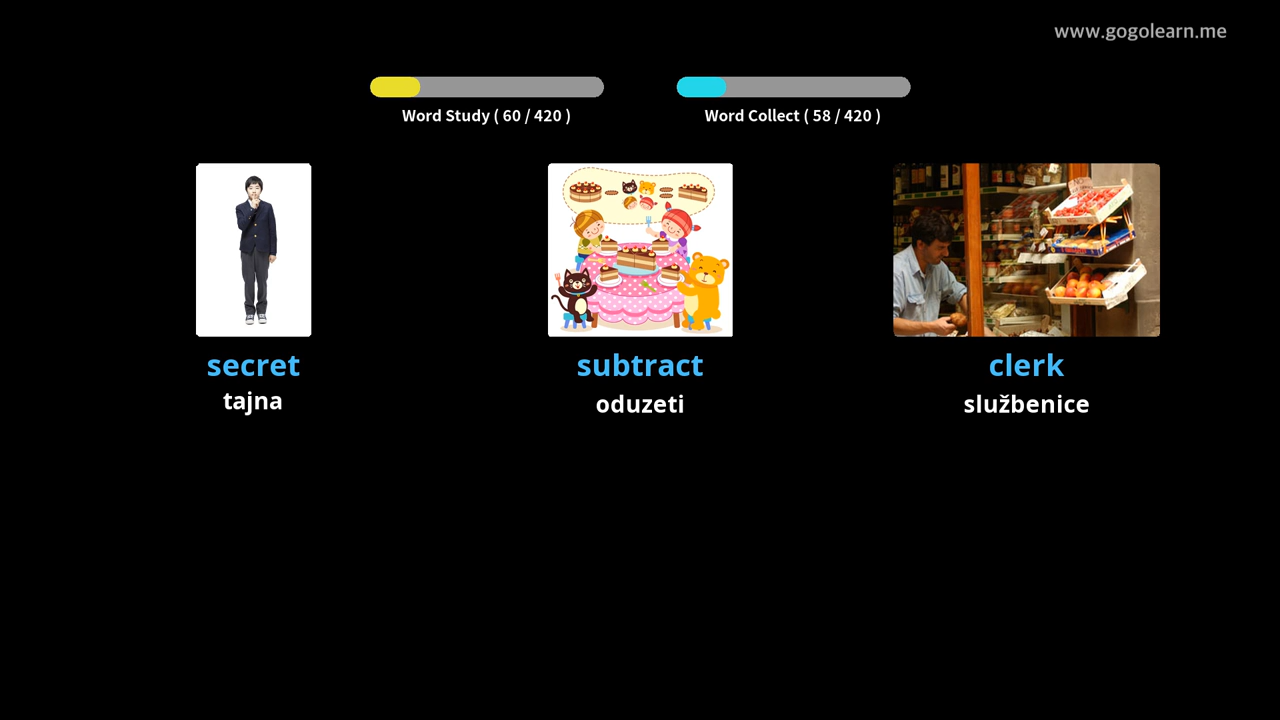 www.gogolearn.me
Word Study ( 60 / 420 )
Word Collect ( 58 / 420 )
secret
tajna
subtract
oduzeti
clerk
službenice